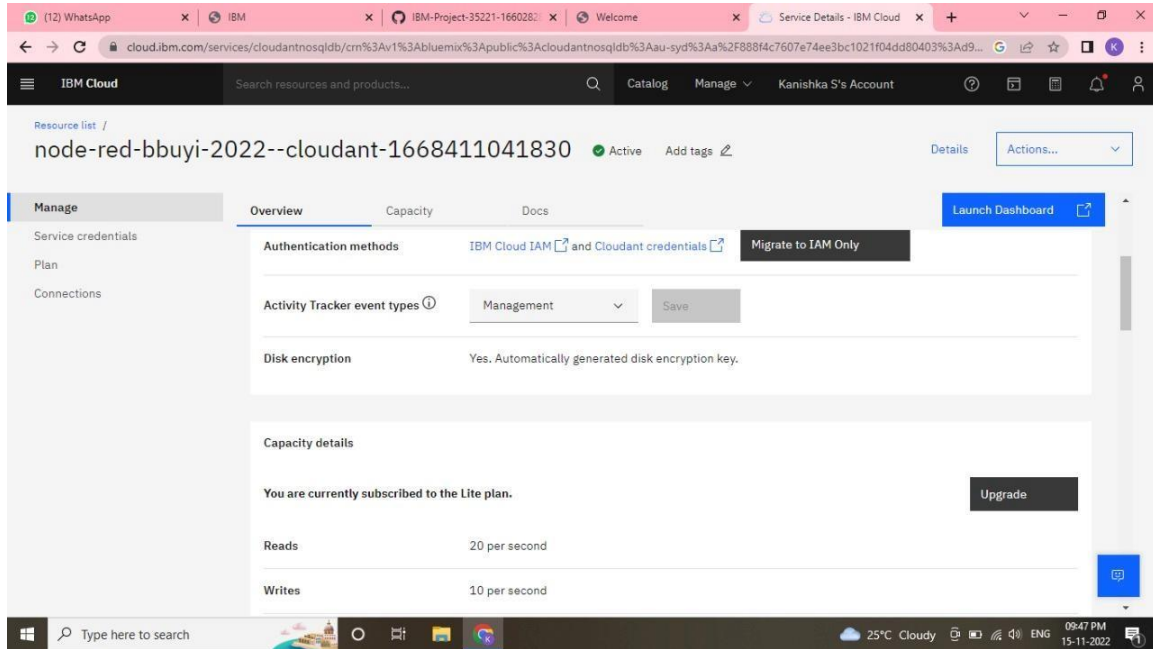 (12) WhatsApp
IBM
IBM-Project-35221-1660282
Welcome
Service Details - IBM Cloud
cloud.ibm.com/services/cloudantnosqldb/crn%3Av1%3Abluemix%3Apublic%3Acloudantnosqldb%3Aau-syd%3Aa%2F888f4c7607e74ee3bc1021f04dd80403%3Ad9...
K
IBM Cloud
Search resources and products...
Catalog
Manage
Kanishka S's Account
Resource list /
node-red-bbuyi-2022--cloudant-1668411041830
Active
Add tags
Details
Actions...
Manage
Service credentials
Plan
Connections
Overview
Capacity
Docs
Launch Dashboard
Authentication methods
IBM Cloud IAM and Cloudant credentials
Migrate to IAM Only
Activity Tracker event types
Management
Save
Disk encryption
Yes. Automatically generated disk encryption key.
Capacity details
You are currently subscribed to the Lite plan.
Upgrade
Reads
20 per second
Writes
10 per second
Type here to search
25°C Cloudy
ENG
09:47 PM
15-11-2022